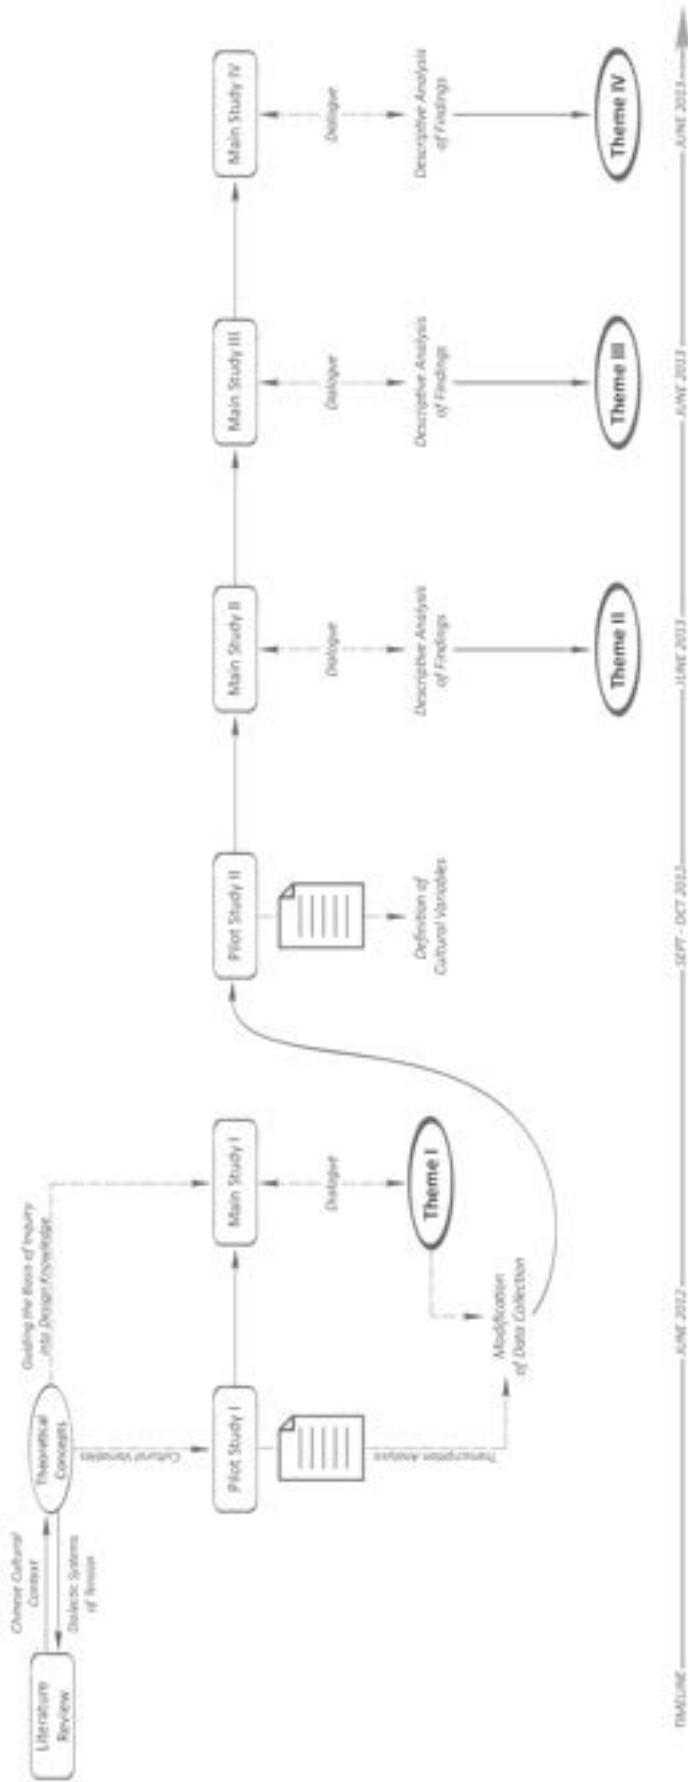 Literature
Review
Chinese Cultural
Context
Dialectic Systems
of Tension
Theoretical
Concepts
Guiding the Basis of Inquiry
into Design Knowledge
Cultural Variables
Pilot Study I
Main Study I
Pilot Study II
Main Study II
Main Study III
Main Study IV
Transcription Analysis
Dialogue
Theme I
Modification
of Data Collection
Definition of
Cultural Variables
Dialogue
Descriptive Analysis
of Findings
Theme II
Dialogue
Descriptive Analysis
of Findings
Theme III
Dialogue
Descriptive Analysis
of Findings
Theme IV
TIMELINE
JUNE 2012
SEPT - OCT 2012
JUNE 2013
JUNE 2013
JUNE 2013